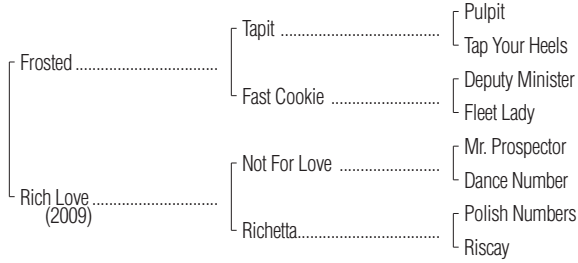 Pulpit
Tapit
Tap Your Heels
Frosted
Deputy Minister
Fast Cookie
Fleet Lady
Mr. Prospector
Not For Love
Dance Number
Rich Love
(2009)
Polish Numbers
Richetta
Riscay